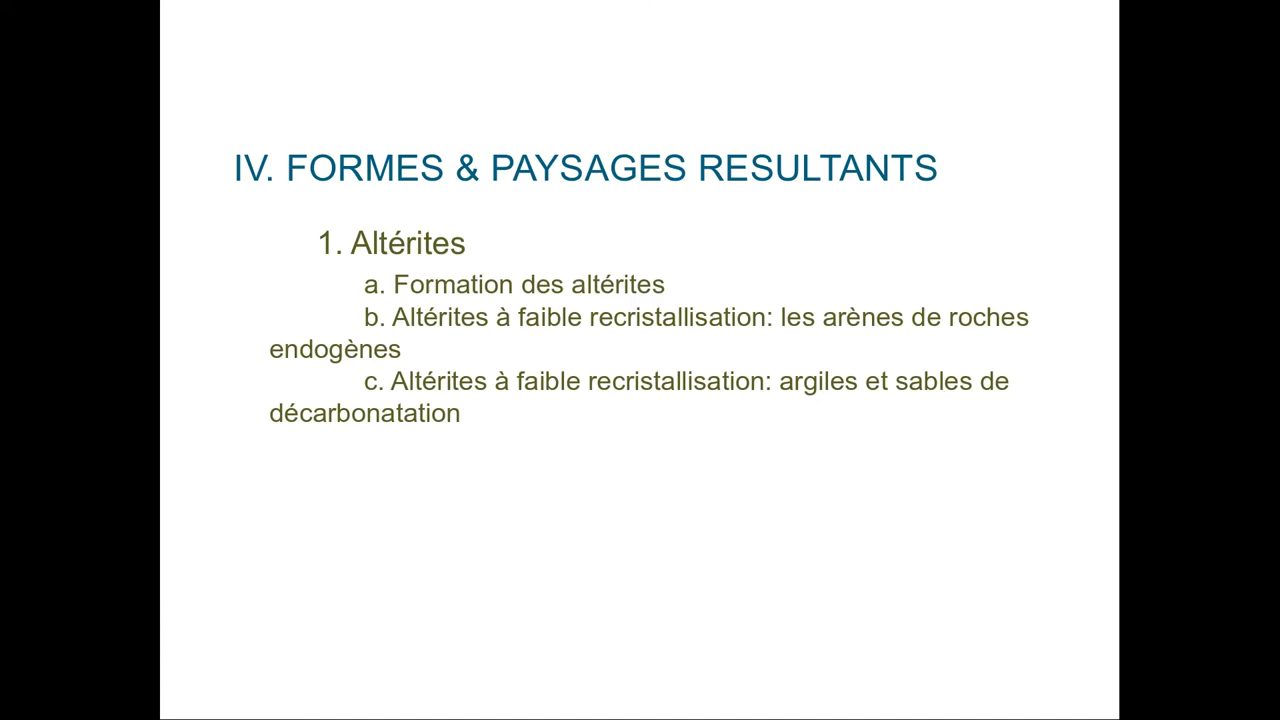 IV. FORMES & PAYSAGES RESULTANTS
1. Altérites
a. Formation des altérites
b. Altérites à faible recristallisation: les arènes de roches
endogènes
c. Altérites à faible recristallisation: argiles et sables de
décarbonatation